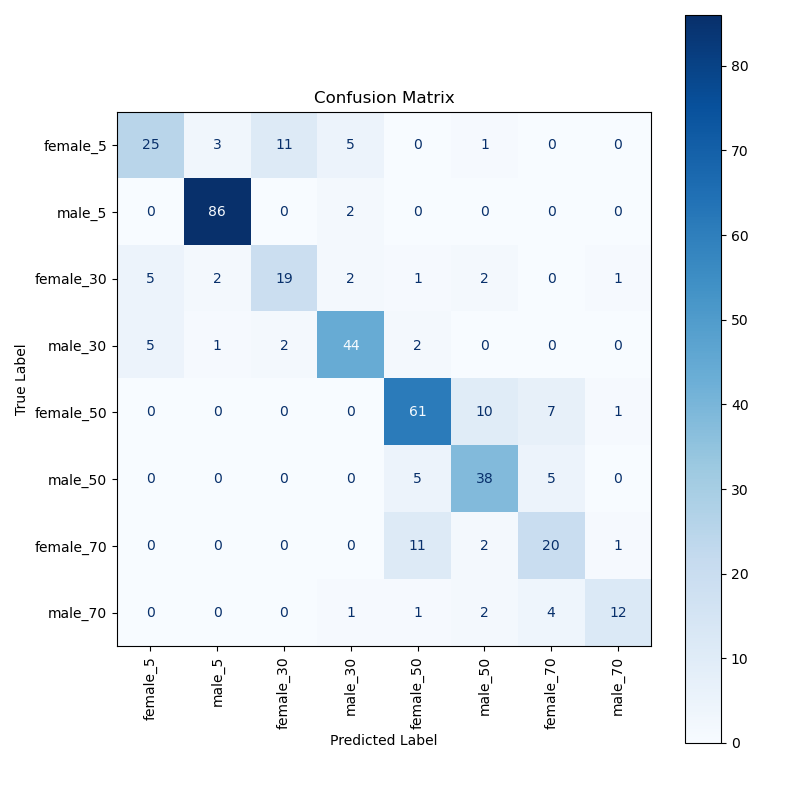 Confusion Matrix
female_5 25 3 11 5 0 1 0 0
male_5 0 86 0 2 0 0 0 0
female_30 5 2 19 2 1 2 0 1
male_30 5 1 2 44 2 0 0 0
female_50 0 0 0 0 61 10 7 1
male_50 0 0 0 0 5 38 5 0
female_70 0 0 0 0 11 2 20 1
male_70 0 0 0 1 1 2 4 12
True Label
female_5 male_5 female_30 male_30 female_50 male_50 female_70 male_70
Predicted Label
80
70
60
50
40
30
20
10
0